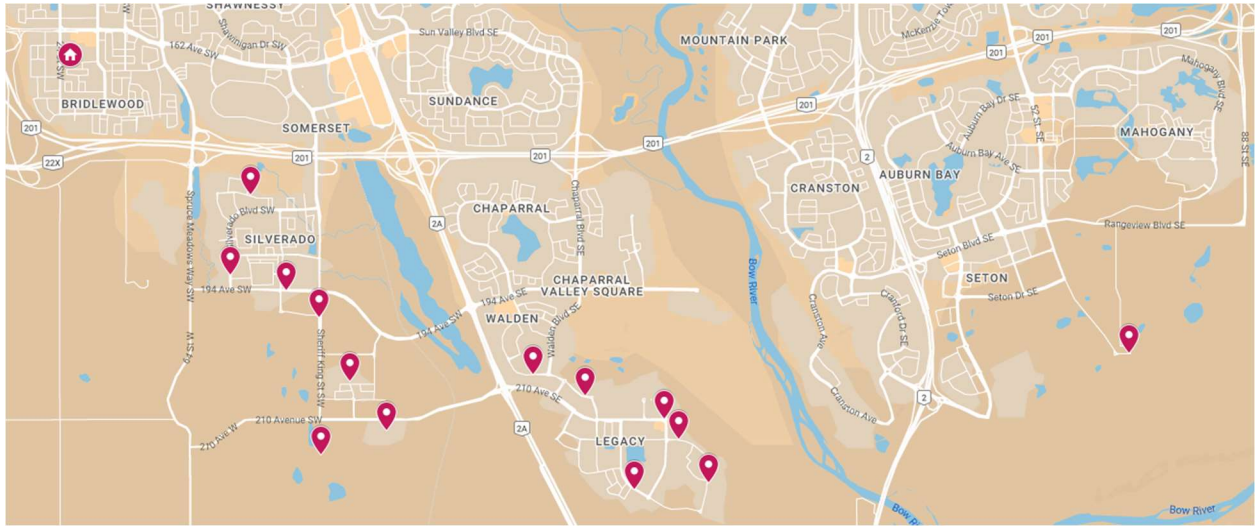 SHAWNESSY
Shawinigan Dr SW
162 Ave SW
Sun Valley Blvd SE
MOUNTAIN PARK
201
201
201
Mahogany Blvd SE
BRIDLEWOOD
SUNDANCE
201
SOMERSET
Auburn Bay Dr SE
52 St. SE
MAHOGANY
88 St SE
201
22X
201
201
201
2
Auburn Bay Ave SE
AUBURN BAY
CRANSTON
Spruce Meadows Way SW
Silverado Blvd SW
SILVERADO
2A
CHAPARRAL
Chaparral Blvd SE
Rangeview Blvd SE
Seton Blvd SE
SETON
Seton Dr SE
Bow River
194 Ave SW
194 Ave SW
194 Ave SE
CHAPARRAL
VALLEY SQUARE
WALDEN
Walden Blvd SE
Cranston Ave
Cranford Dr SE
Sheriff King St SW
210 Ave SE
Cranston Ave
2
210 Avenue SW
210 Ave W
2A
LEGACY
Bow River